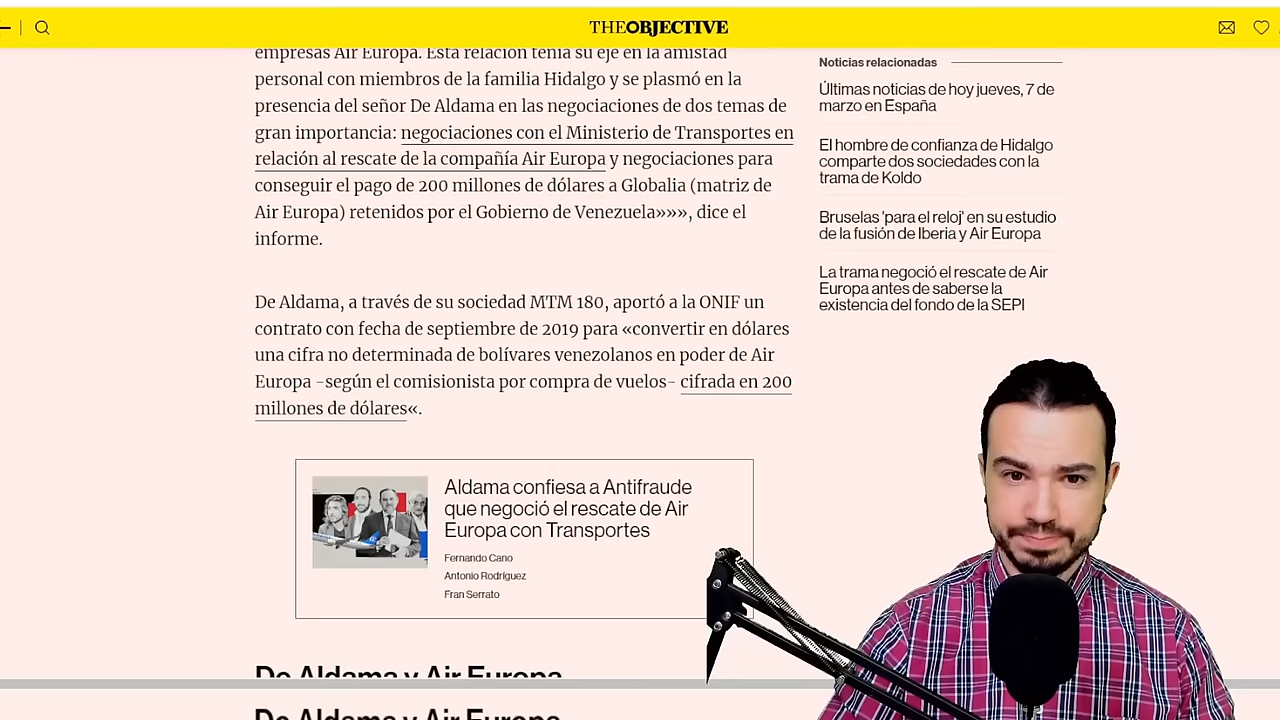 THEOBJECTIVE
empresas Air Europa. Esta relación tenía su eje en la amistad
personal con miembros de la familia Hidalgo y se plasmó en la
presencia del señor De Aldama en las negociaciones de dos temas de
gran importancia: negociaciones con el Ministerio de Transportes en
relación al rescate de la compañía Air Europa y negociaciones para
conseguir el pago de 200 millones de dólares a Globalia (matriz de
Air Europa) retenidos por el Gobierno de Venezuela»»», dice el
informe.
De Aldama, a través de su sociedad MTM 180, aportó a la ONIF un
contrato con fecha de septiembre de 2019 para «convertir en dólares
una cifra no determinada de bolívares venezolanos en poder de Air
Europa -según el comisionista por compra de vuelos- cifrada en 200
millones de dólares«.
Aldama confiesa a Antifraude
que negoció el rescate de Air
Europa con Transportes
Fernando Cano
Antonio Rodríguez
Fran Serrato
De Aldama y Air Europa
De Aldama y Air Europa
Noticias relacionadas
Últimas noticias de hoy jueves, 7 de
marzo en España
El hombre de confianza de Hidalgo
comparte dos sociedades con la
trama de Koldo
Bruselas 'para el reloj' en su estudio
de la fusión de Iberia y Air Europa
La trama negoció el rescate de Air
Europa antes de saberse la
existencia del fondo de la SEPI